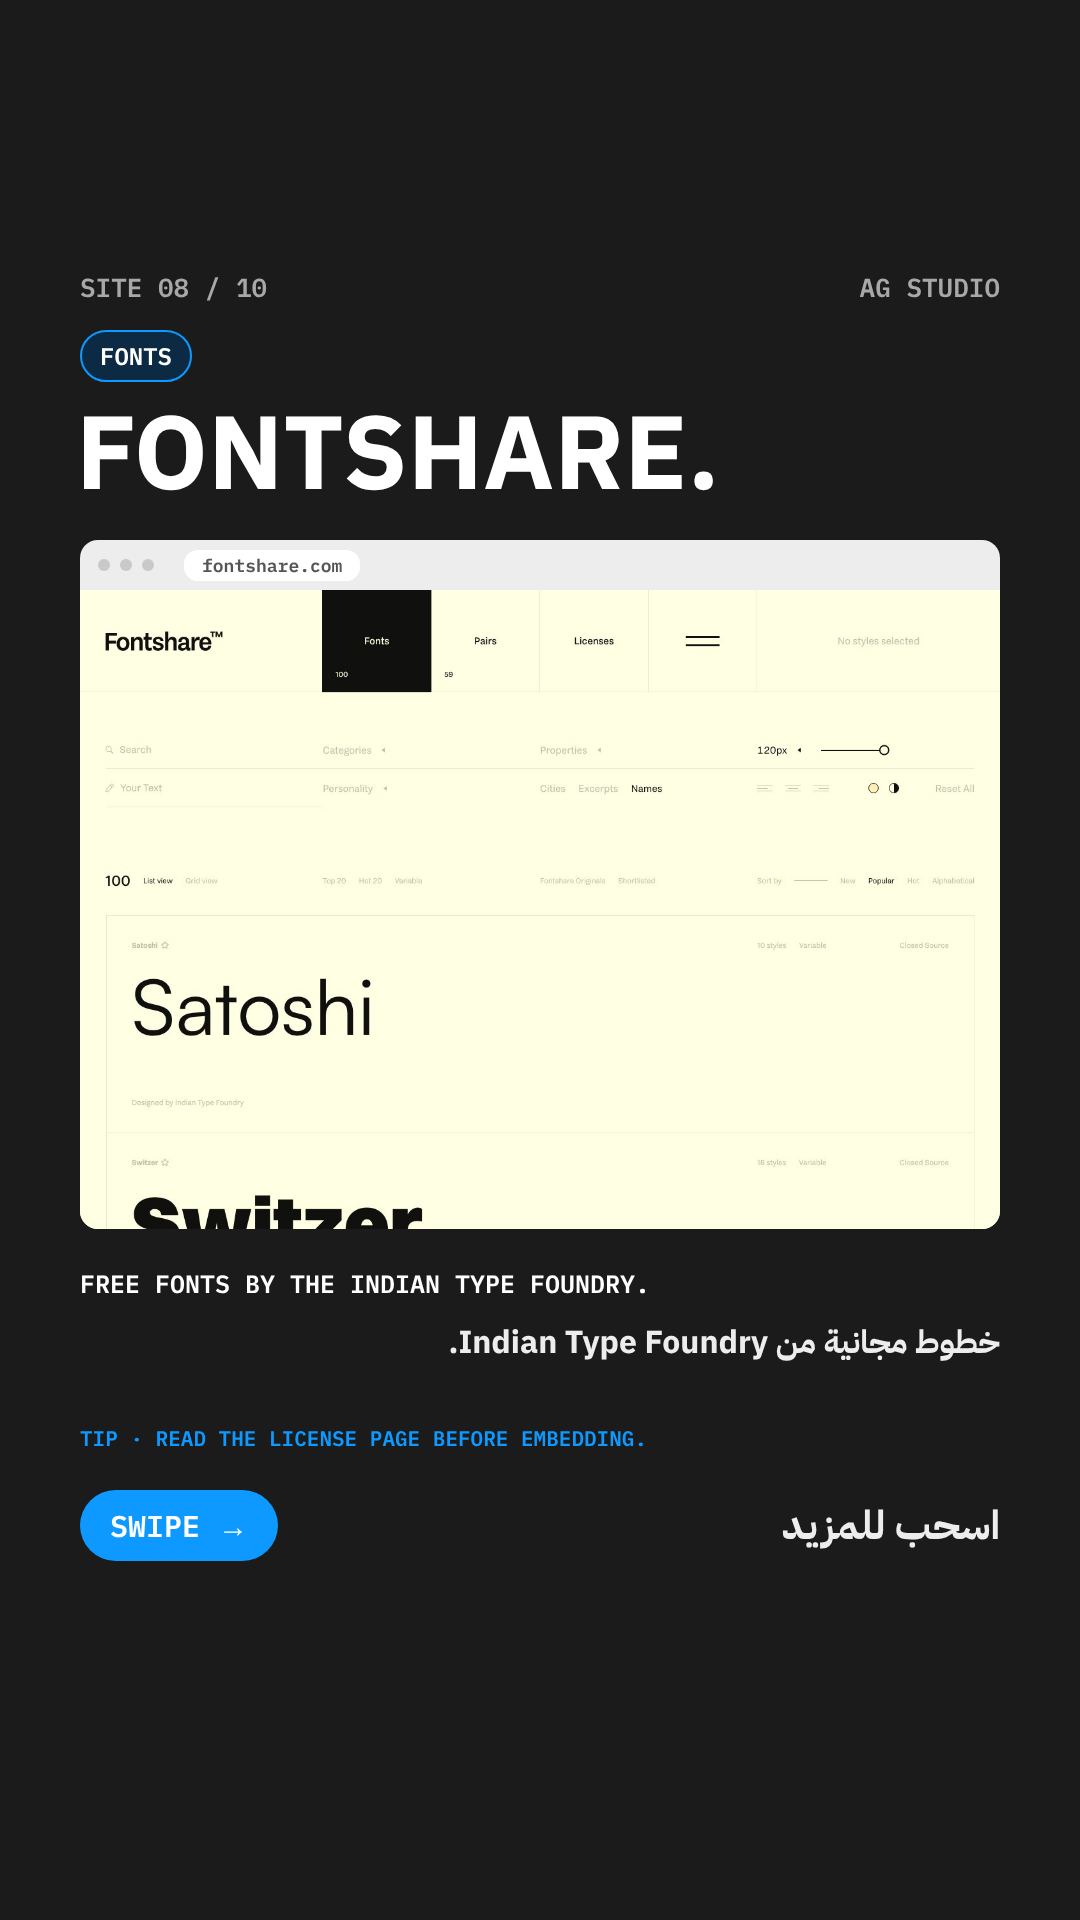 SITE 08 / 10
AG STUDIO
FONTS
FONTSHARE.
fontshare.com
Fontshare™
Fonts
Pairs
Licenses
No styles selected
100
59
Search
Categories
Properties
120px
Your Text
Personality
Cities Excerpts Names
Reset All
100 List view Grid view
Top 20 Hot 20 Variable
Fontshare Originals Shortlisted
Sort by New Popular Hot Alphabetical
Satoshi
10 styles Variable
Closed Source
Satoshi
Designed by Indian Type Foundry
Switzer
18 styles Variable
Closed Source
Switzer
FREE FONTS BY THE INDIAN TYPE FOUNDRY.
خطوط مجانية من Indian Type Foundry.
TIP · READ THE LICENSE PAGE BEFORE EMBEDDING.
SWIPE →
اسحب للمزيد